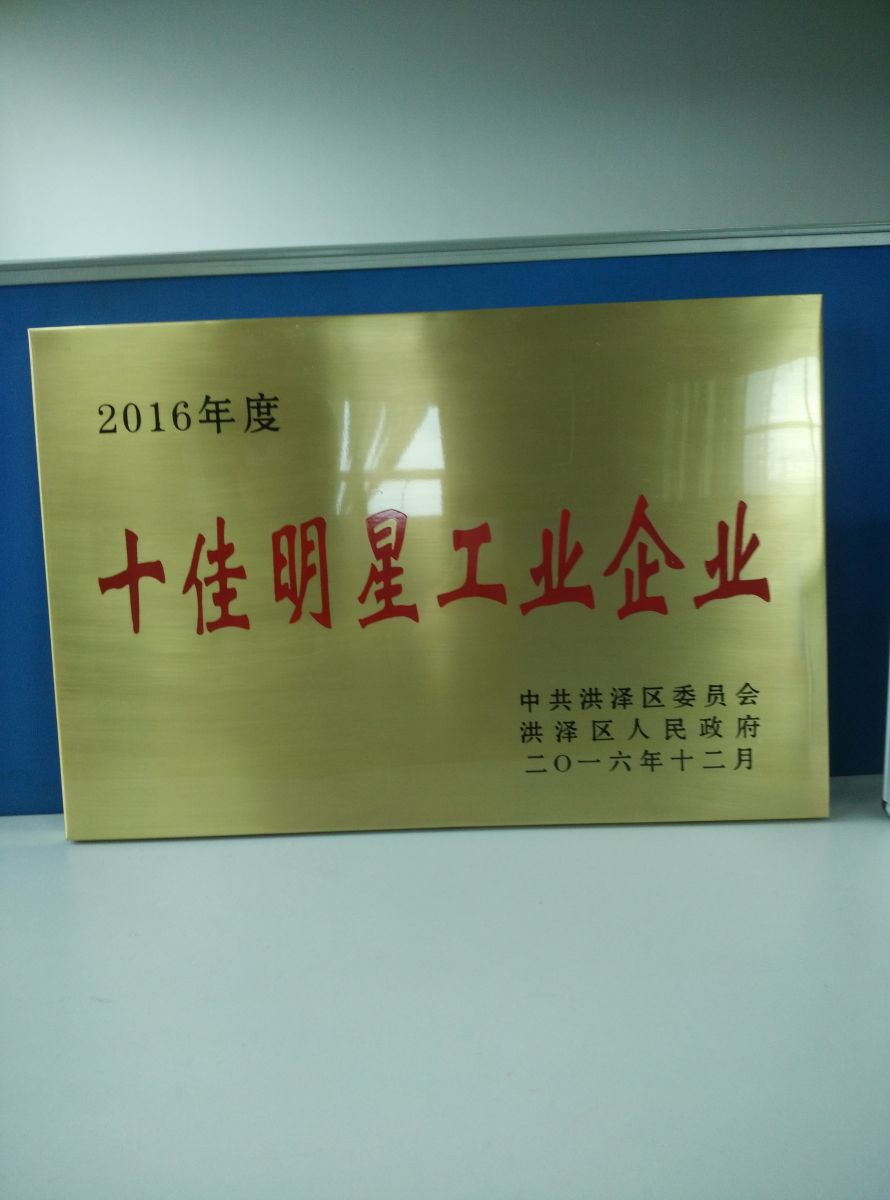 2016年度
十佳明星工业企业
中共洪泽区委员会
洪泽区人民政府
二〇一六年十二月